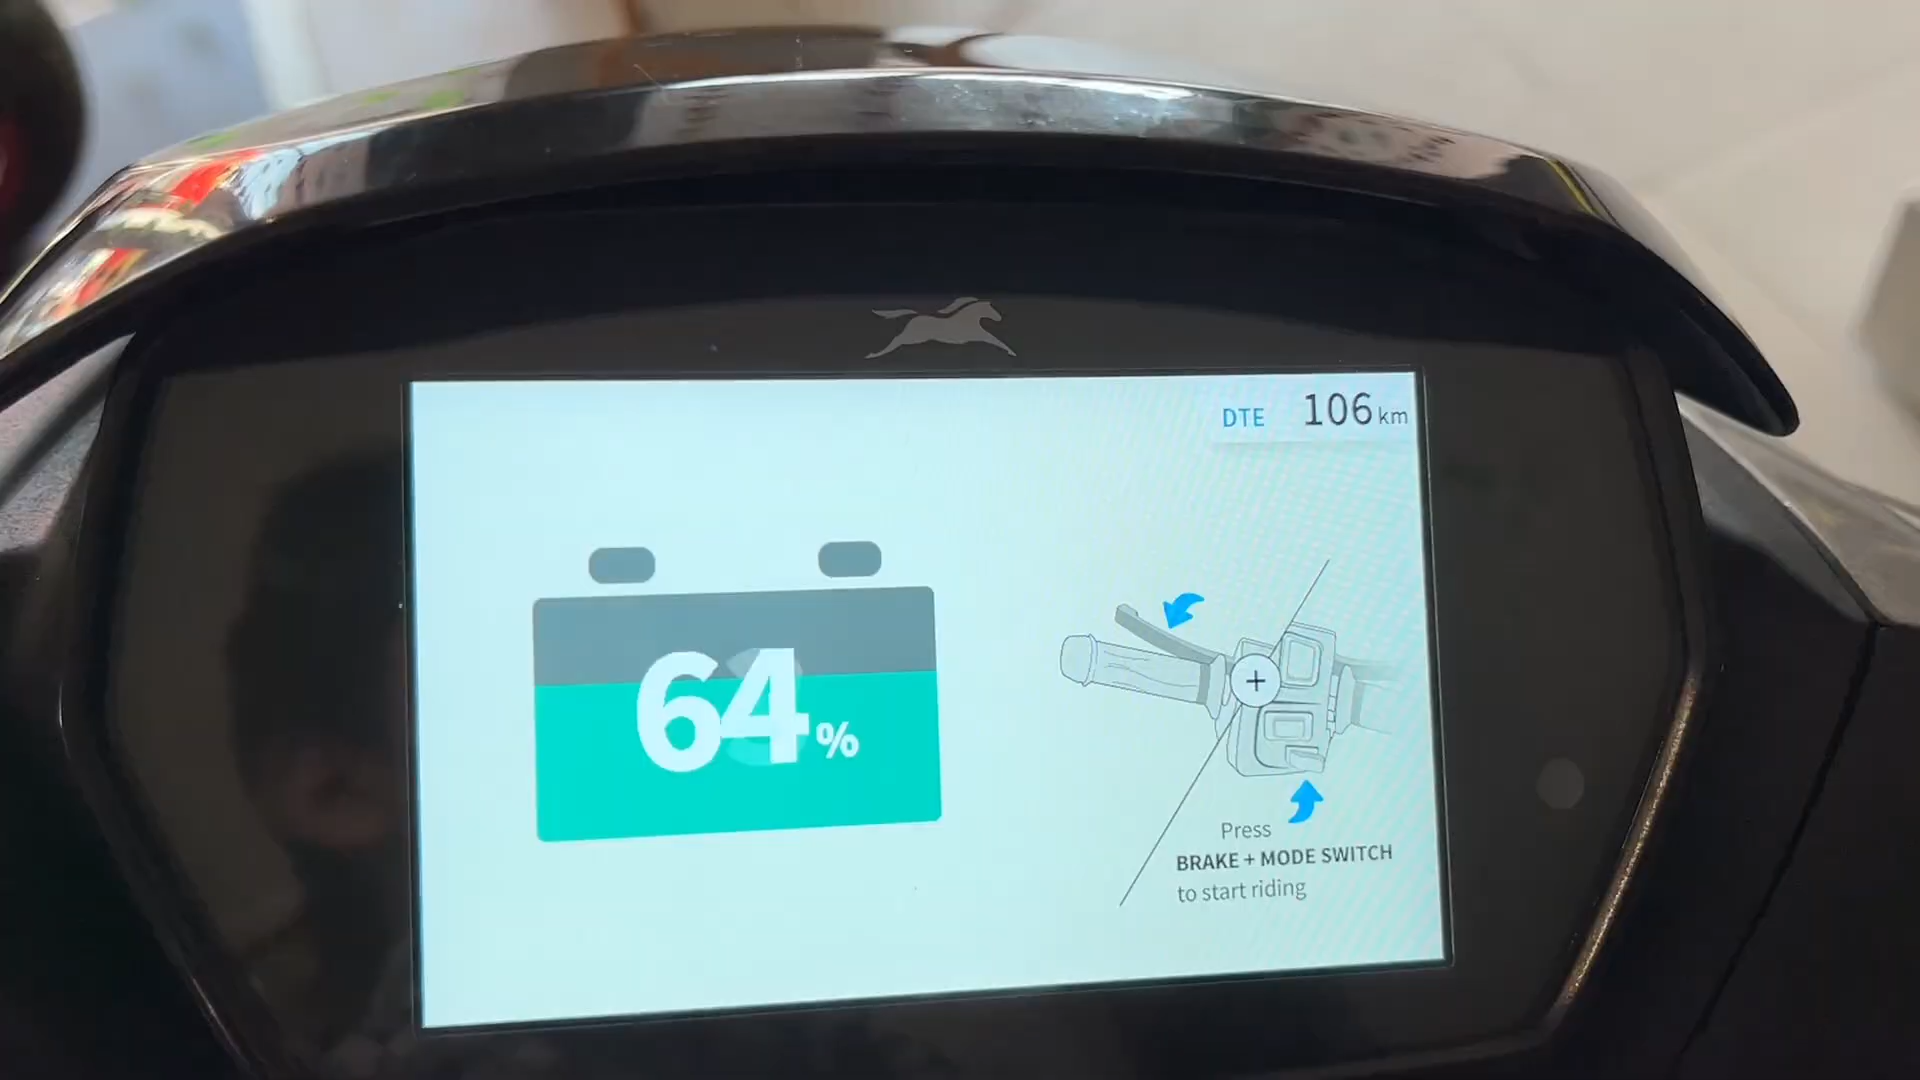 DTE 106 km
64%
+
Press
BRAKE + MODE SWITCH
to start riding